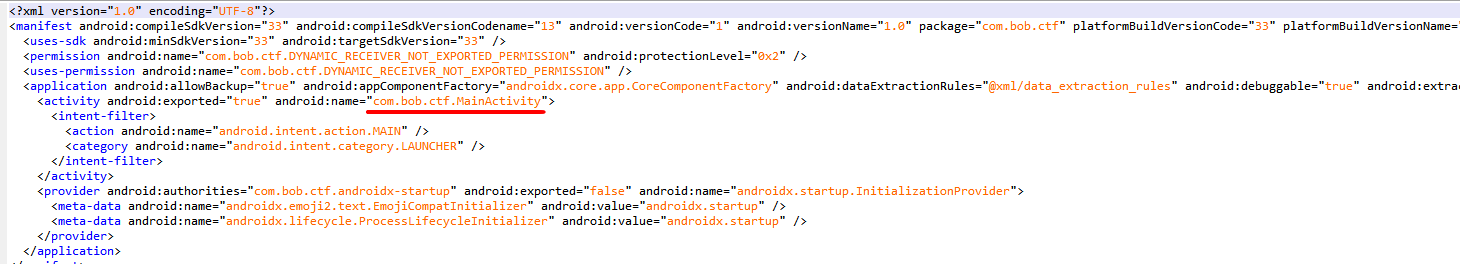 <?xml version="1.0" encoding="UTF-8"?>
<manifest android:compileSdkVersion="33" android:compileSdkVersionCodename="13" android:versionCode="1" android:versionName="1.0" package="com.bob.ctf" platformBuildVersionCode="33" platformBuildVersionName=
<uses-sdk android:minSdkVersion="33" android:targetSdkVersion="33" />
<permission android:name="com.bob.ctf.DYNAMIC_RECEIVER_NOT_EXPORTED_PERMISSION" android:protectionLevel="0x2" />
<uses-permission android:name="com.bob.ctf.DYNAMIC_RECEIVER_NOT_EXPORTED_PERMISSION" />
<application android:allowBackup="true" android:appComponentFactory="androidx.core.app.CoreComponentFactory" android:dataExtractionRules="@xml/data_extraction_rules" android:debuggable="true" android:extrac
<activity android:exported="true" android:name="com.bob.ctf.MainActivity">
<intent-filter>
<action android:name="android.intent.action.MAIN" />
<category android:name="android.intent.category.LAUNCHER" />
</intent-filter>
</activity>
<provider android:authorities="com.bob.ctf.androidx-startup" android:exported="false" android:name="androidx.startup.InitializationProvider">
<meta-data android:name="androidx.emoji2.text.EmojiCompatInitializer" android:value="androidx.startup" />
<meta-data android:name="androidx.lifecycle.ProcessLifecycleInitializer" android:value="androidx.startup" />
</provider>
</application>